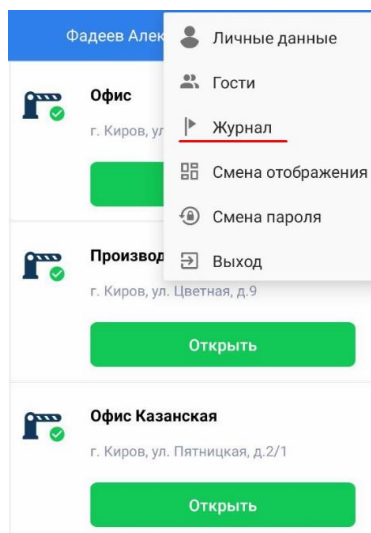 Фадеев Алек
Личные данные
Гости
Журнал
Смена отображения
Смена пароля
Выход
Офис
г. Киров, ул
Производ
г. Киров, ул. Цветная, д.9
Открыть
Офис Казанская
г. Киров, ул. Пятницкая, д.2/1
Открыть